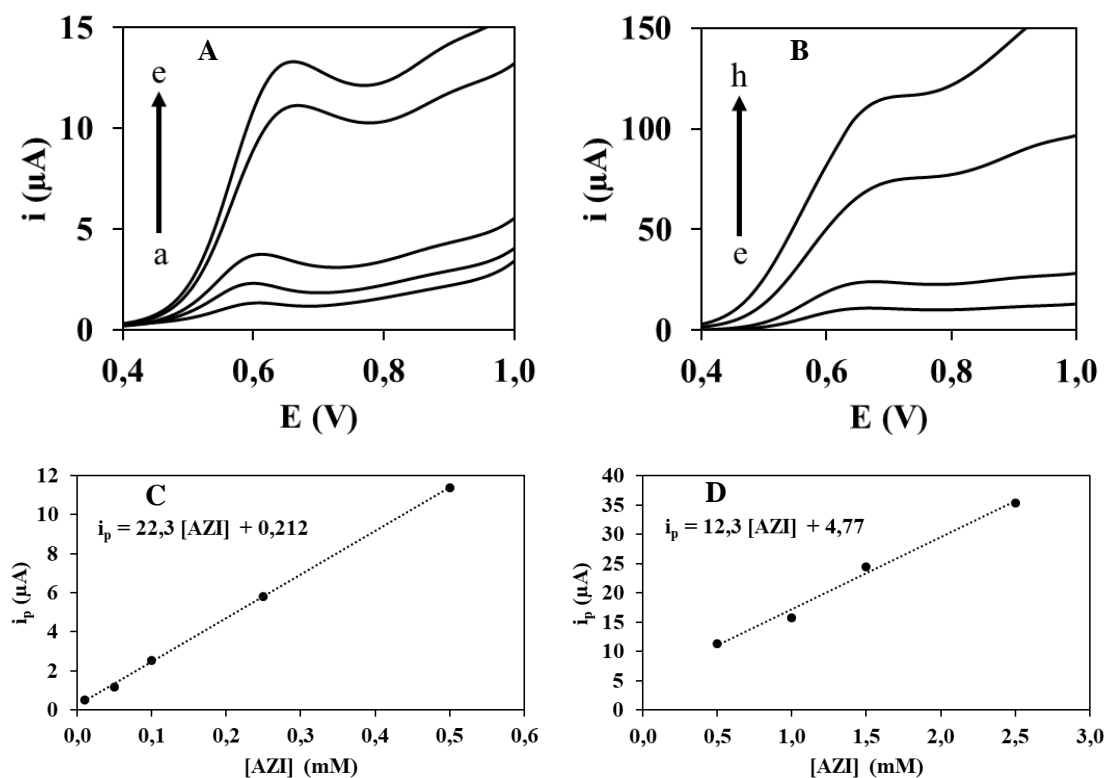 A
e
a
15
10
5
0
0,4 0,6 0,8 1,0
i (µA)
E (V)
B
h
e
150
100
50
0
0,4 0,6 0,8 1,0
i (µA)
E (V)
C
i_p = 22,3 [AZI] + 0,212
12
10
8
6
4
2
0
0,0 0,1 0,2 0,3 0,4 0,5 0,6
i_p (µA)
[AZI] (mM)
D
i_p = 12,3 [AZI] + 4,77
40
35
30
25
20
15
10
5
0
0,0 0,5 1,0 1,5 2,0 2,5 3,0
i_p (µA)
[AZI] (mM)